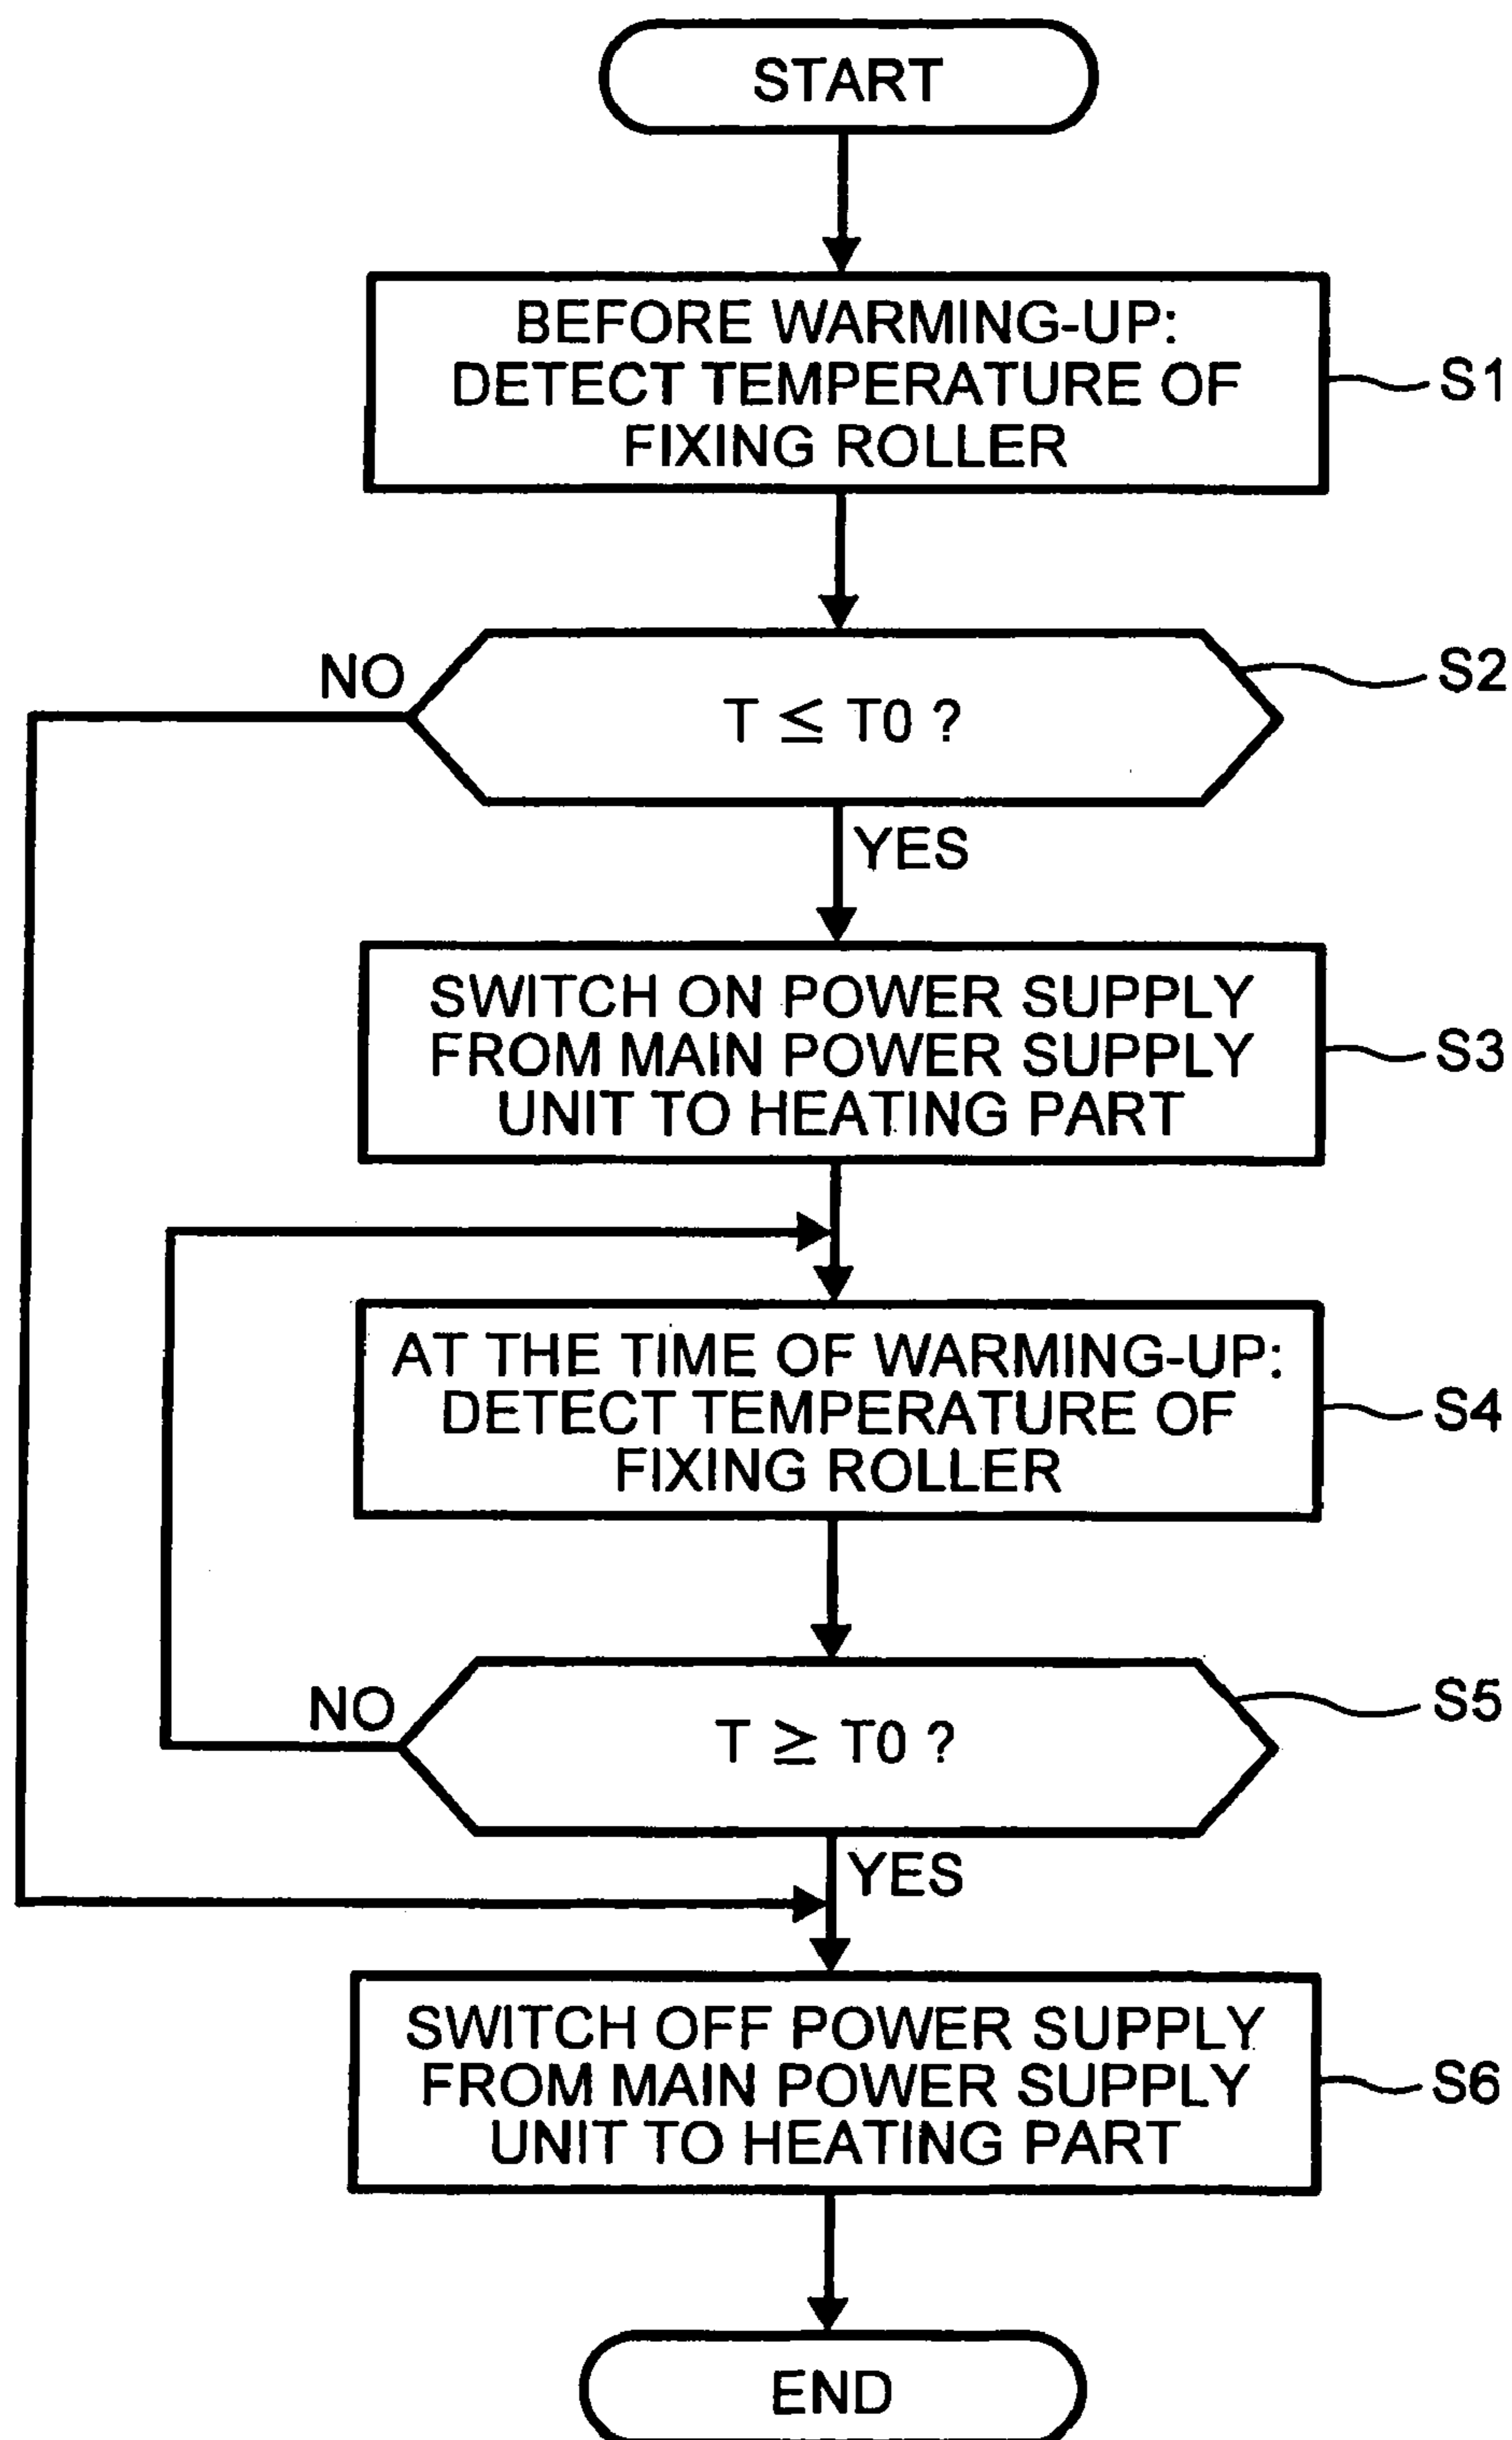 START
BEFORE WARMING-UP:
DETECT TEMPERATURE OF
FIXING ROLLER
S1
NO
T ≦ T0 ?
S2
YES
SWITCH ON POWER SUPPLY
FROM MAIN POWER SUPPLY
UNIT TO HEATING PART
S3
AT THE TIME OF WARMING-UP:
DETECT TEMPERATURE OF
FIXING ROLLER
S4
NO
T ≧ T0 ?
S5
YES
SWITCH OFF POWER SUPPLY
FROM MAIN POWER SUPPLY
UNIT TO HEATING PART
S6
END